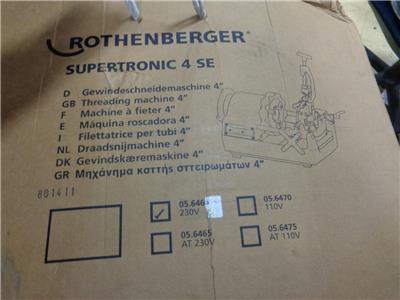 ROTHENBERGER®
SUPERTRONIC 4 SE
D Gewindeschneidemaschine 4"
GB Threading machine 4"
F Machine à fieter 4"
E Máquina roscadora 4"
I Filettatrice per tubi 4"
NL Draadsnijmachine 4"
DK Gevindskæremaskine 4"
GR Μηχάνημα κοπής σπειρωμάτων 4"
801411
230V
05.6470
110V
05.6465
AT 230V
05.6475
AT 110V